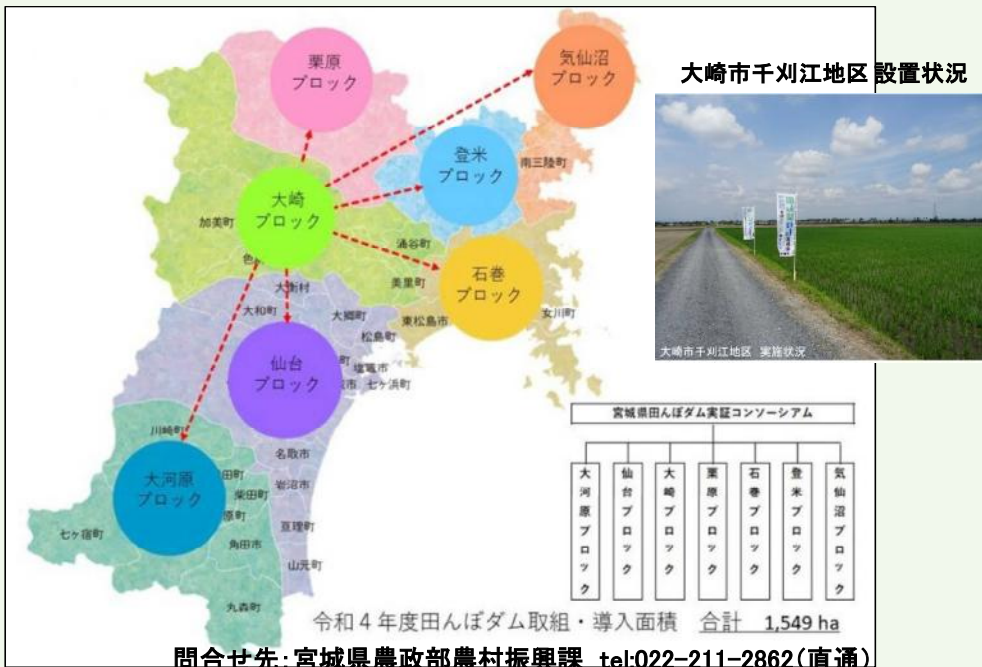 栗原
ブロック
気仙沼
ブロック
大崎市千刈江地区 設置状況
登米
ブロック
南三陸町
大崎
ブロック
加美町
涌谷町
美里町
石巻
ブロック
女川町
東松島市
大衡村
大和町
大郷町
松島町
塩竈市
七ヶ浜町
仙台
ブロック
大崎市千刈江地区 実施状況
宮城県田んぼダム実証コンソーシアム
大河原ブロック
仙台ブロック
大崎ブロック
栗原ブロック
石巻ブロック
登米ブロック
気仙沼ブロック
川崎町
名取市
大河原
ブロック
柴田町
岩沼市
七ヶ宿町
角田市
亘理町
山元町
丸森町
令和4年度田んぼダム取組・導入面積 合計 1,549 ha
問合せ先:宮城県農政部農村振興課 tel:022-211-2862(直通)